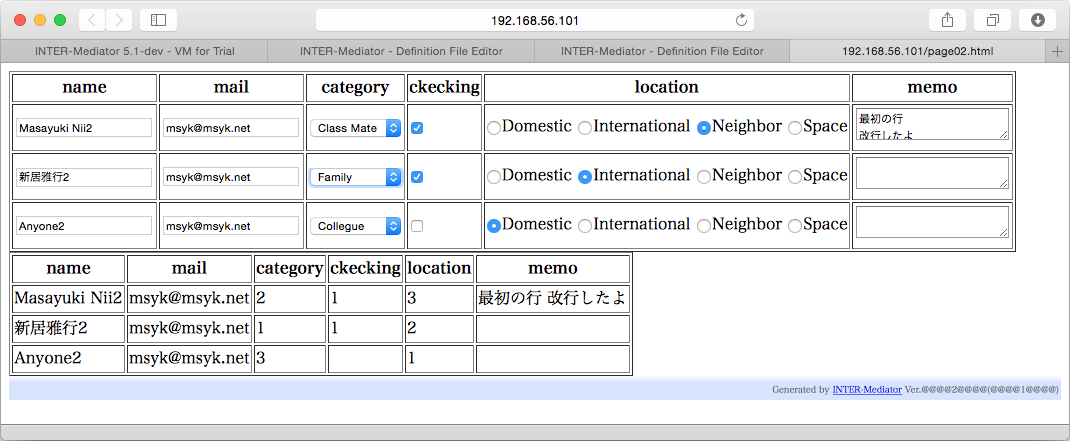 192.168.56.101
INTER-Mediator 5.1-dev - VM for Trial INTER-Mediator - Definition File Editor INTER-Mediator - Definition File Editor 192.168.56.101/page02.html
name mail category ckecking location memo
Masayuki Nii2 msyk@msyk.net Class Mate Domestic International Neighbor Space 最初の行
改行したよ
新居雅行2 msyk@msyk.net Family Domestic International Neighbor Space
Anyone2 msyk@msyk.net Collegue Domestic International Neighbor Space
name mail category ckecking location memo
Masayuki Nii2 msyk@msyk.net 2 1 3 最初の行 改行したよ
新居雅行2 msyk@msyk.net 1 1 2
Anyone2 msyk@msyk.net 3 1
Generated by INTER-Mediator Ver.@@@@2@@@@(@@@@1@@@@)